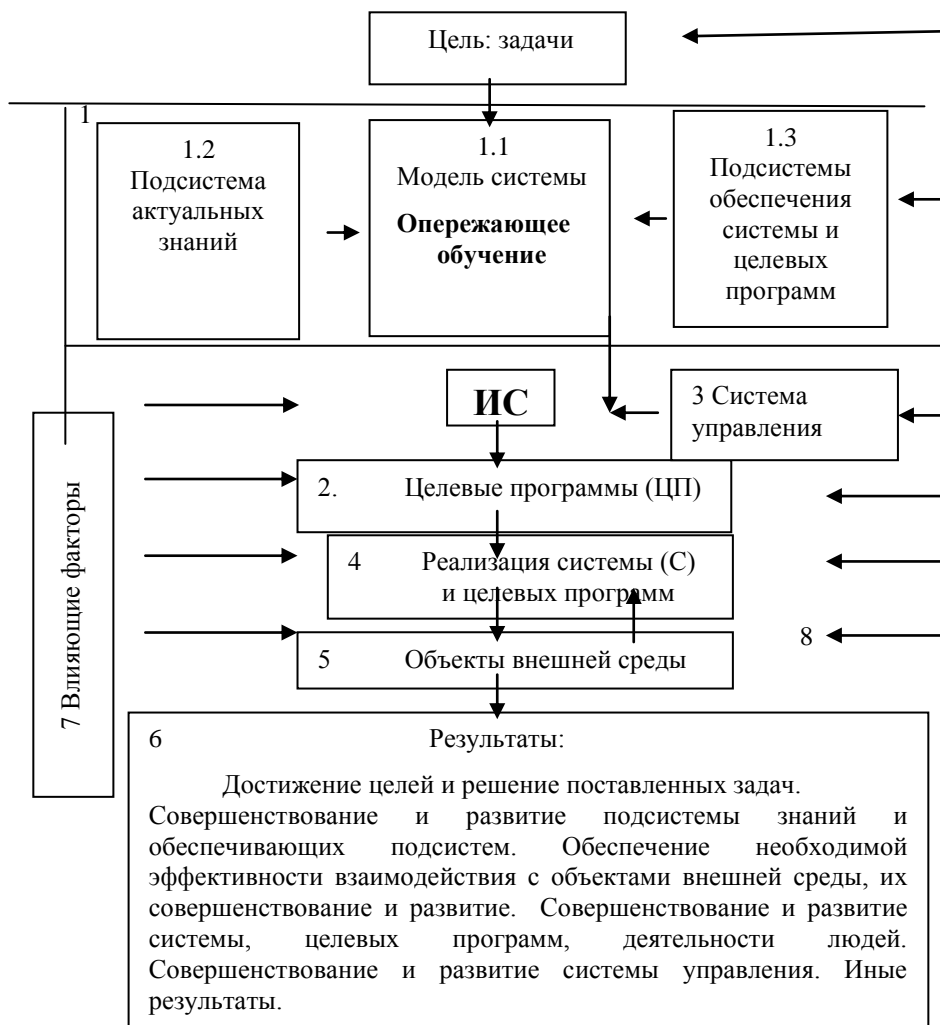 Цель: задачи
1
1.2
Подсистема
актуальных
знаний
1.1
Модель системы
Опережающее
обучение
1.3
Подсистемы
обеспечения
системы и
целевых
программ
ИС
3 Система
управления
2. Целевые программы (ЦП)
4 Реализация системы (С)
и целевых программ
5 Объекты внешней среды
8
7 Влияющие факторы
6 Результаты:
Достижение целей и решение поставленных задач.
Совершенствование и развитие подсистемы знаний и
обеспечивающих подсистем. Обеспечение необходимой
эффективности взаимодействия с объектами внешней среды, их
совершенствование и развитие. Совершенствование и развитие
системы, целевых программ, деятельности людей.
Совершенствование и развитие системы управления. Иные
результаты.